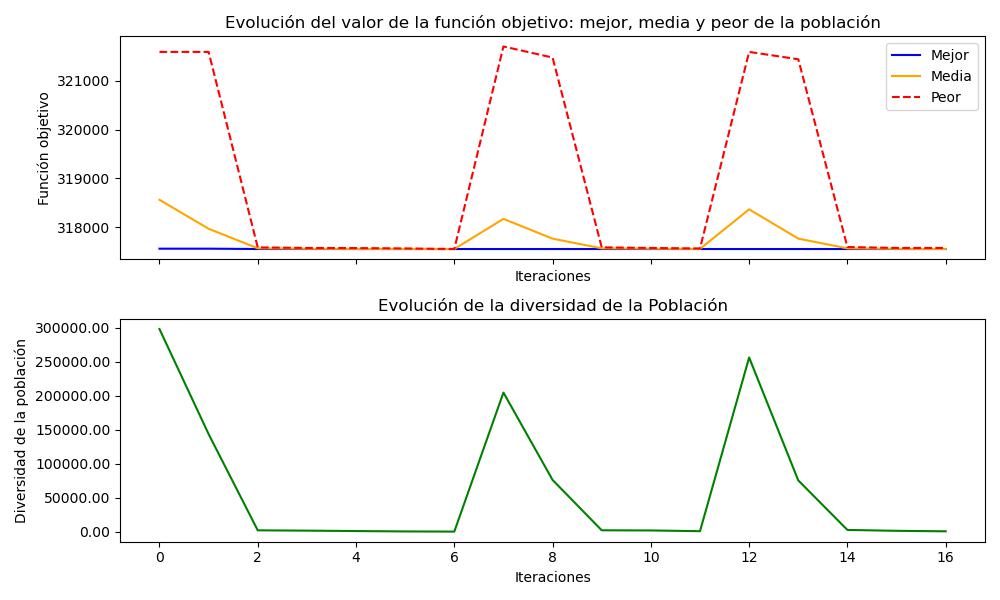 Evolución del valor de la función objetivo: mejor, media y peor de la población
Función objetivo
321000
320000
319000
318000
Mejor
Media
Peor
Iteraciones
Evolución de la diversidad de la Población
Diversidad de la población
300000.00
250000.00
200000.00
150000.00
100000.00
50000.00
0.00
0 2 4 6 8 10 12 14 16
Iteraciones